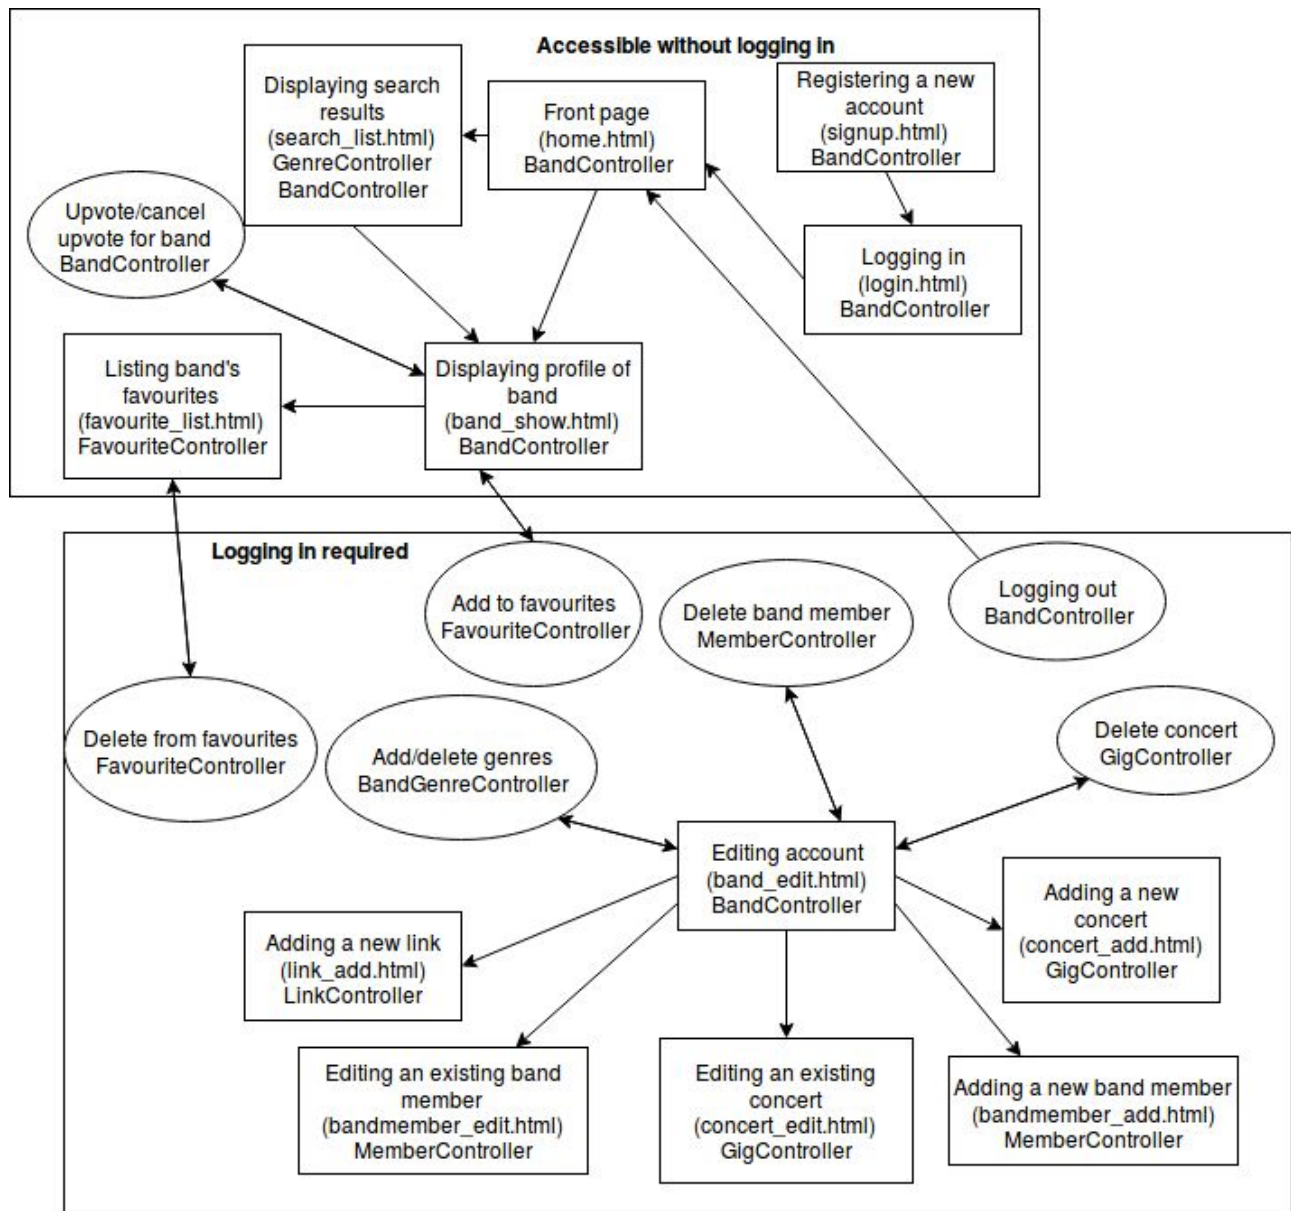 Accessible without logging in
Displaying search
results
(search_list.html)
GenreController
BandController
Front page
(home.html)
BandController
Registering a new
account
(signup.html)
BandController
Upvote/cancel
upvote for band
BandController
Logging in
(login.html)
BandController
Listing band's
favourites
(favourite_list.html)
FavouriteController
Displaying profile of
band
(band_show.html)
BandController
Logging in required
Add to favourites
FavouriteController
Delete band member
MemberController
Logging out
BandController
Delete from favourites
FavouriteController
Add/delete genres
BandGenreController
Delete concert
GigController
Editing account
(band_edit.html)
BandController
Adding a new
concert
(concert_add.html)
GigController
Adding a new link
(link_add.html)
LinkController
Editing an existing band
member
(bandmember_edit.html)
MemberController
Editing an existing
concert
(concert_edit.html)
GigController
Adding a new band member
(bandmember_add.html)
MemberController